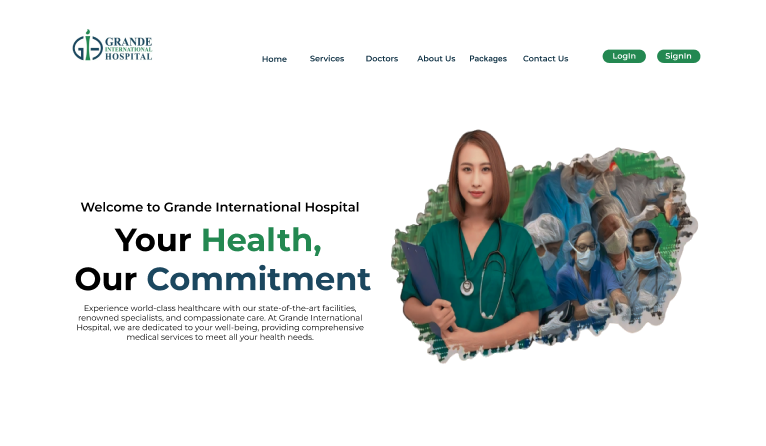 GRANDE
INTERNATIONAL
HOSPITAL
Home Services Doctors About Us Packages Contact Us LogIn SignIn
Welcome to Grande International Hospital
Your Health,
Our Commitment
Experience world-class healthcare with our state-of-the-art facilities,
renowned specialists, and compassionate care. At Grande International
Hospital, we are dedicated to your well-being, providing comprehensive
medical services to meet all your health needs.